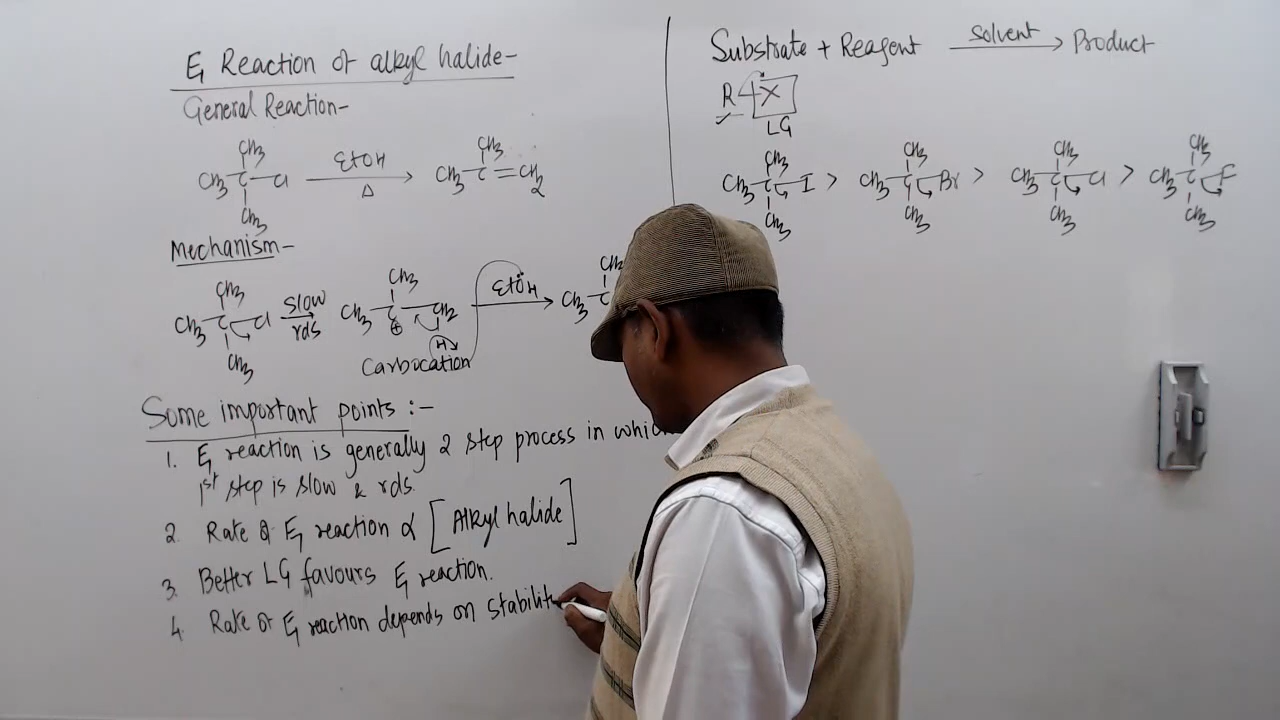 E1 Reaction of alkyl halide-
General Reaction-
CH3
CH3 C Cl EtOH Δ CH3 C =CH2
CH3
CH3
Mechanism-
CH3
CH3 C Cl slow rds CH3 C CH2 EtOH CH3 C
CH3
CH3
⊕
H
CH3
Carbocation
Some important points :-
1. E1 reaction is generally 2 step process in which
1st step is slow & rds.
2. Rate of E1 reaction α [Alkyl halide]
3. Better LG favours E1 reaction.
4. Rate of E1 reaction depends on stability
Substrate + Reagent solvent Product
R X
LG
CH3 CH3 CH3 CH3
CH3 C I > CH3 C Br > CH3 C Cl > CH3 C F
CH3 CH3 CH3 CH3